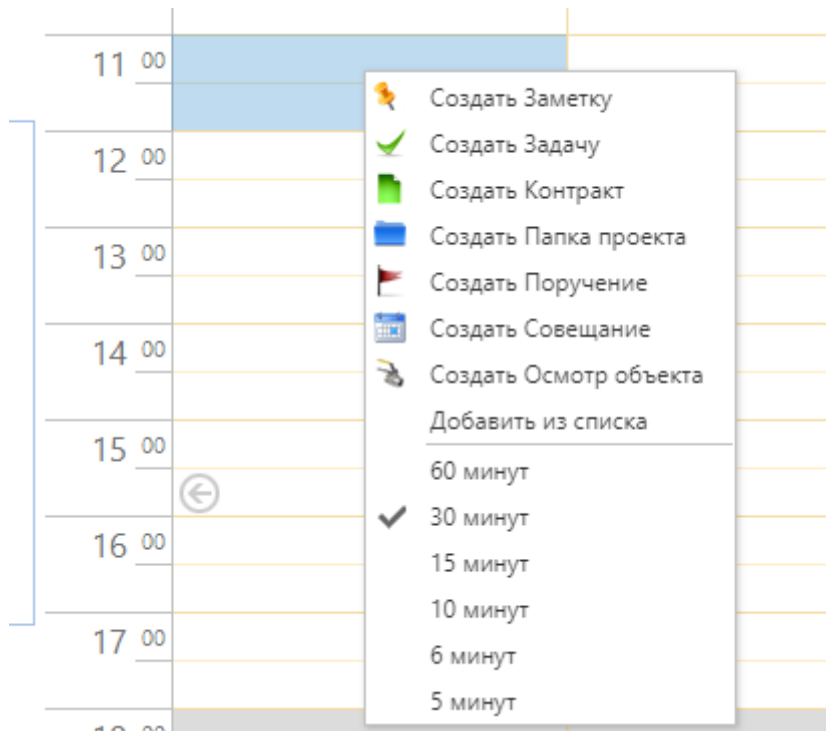 11 00
12 00
13 00
14 00
15 00
16 00
17 00
Создать Заметку
Создать Задачу
Создать Контракт
Создать Папка проекта
Создать Поручение
Создать Совещание
Создать Осмотр объекта
Добавить из списка
60 минут
30 минут
15 минут
10 минут
6 минут
5 минут